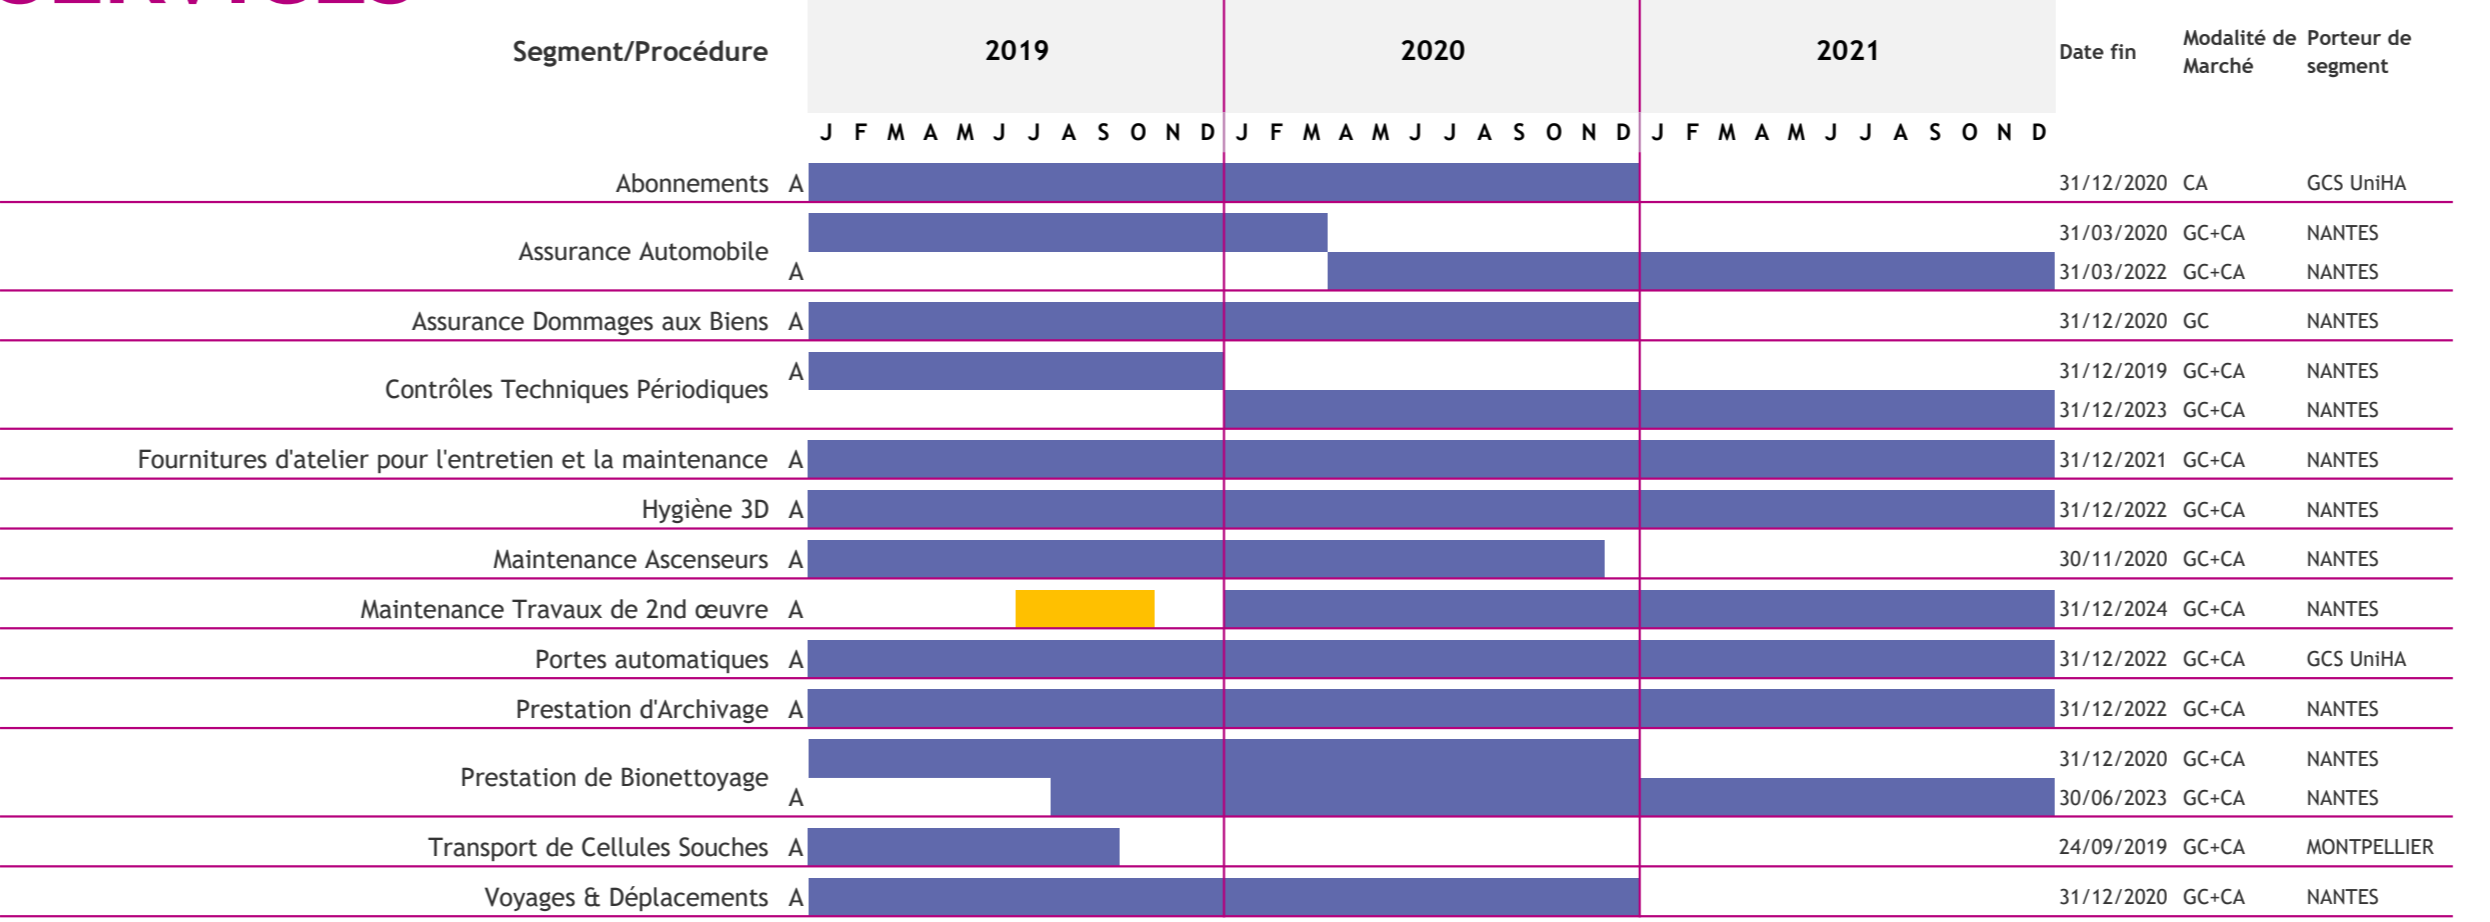 Segment/Procédure 2019 2020 2021 Date fin Modalité de Marché Porteur de segment
J F M A M J J A S O N D J F M A M J J A S O N D J F M A M J J A S O N D
Abonnements A 31/12/2020 CA GCS UniHA
Assurance Automobile 31/03/2020 GC+CA NANTES
A 31/03/2022 GC+CA NANTES
Assurance Dommages aux Biens A 31/12/2020 GC NANTES
Contrôles Techniques Périodiques A 31/12/2019 GC+CA NANTES
31/12/2023 GC+CA NANTES
Fournitures d'atelier pour l'entretien et la maintenance A 31/12/2021 GC+CA NANTES
Hygiène 3D A 31/12/2022 GC+CA NANTES
Maintenance Ascenseurs A 30/11/2020 GC+CA NANTES
Maintenance Travaux de 2nd œuvre A 31/12/2024 GC+CA NANTES
Portes automatiques A 31/12/2022 GC+CA GCS UniHA
Prestation d'Archivage A 31/12/2022 GC+CA NANTES
Prestation de Bionettoyage 31/12/2020 GC+CA NANTES
A 30/06/2023 GC+CA NANTES
Transport de Cellules Souches A 24/09/2019 GC+CA MONTPELLIER
Voyages & Déplacements A 31/12/2020 GC+CA NANTES